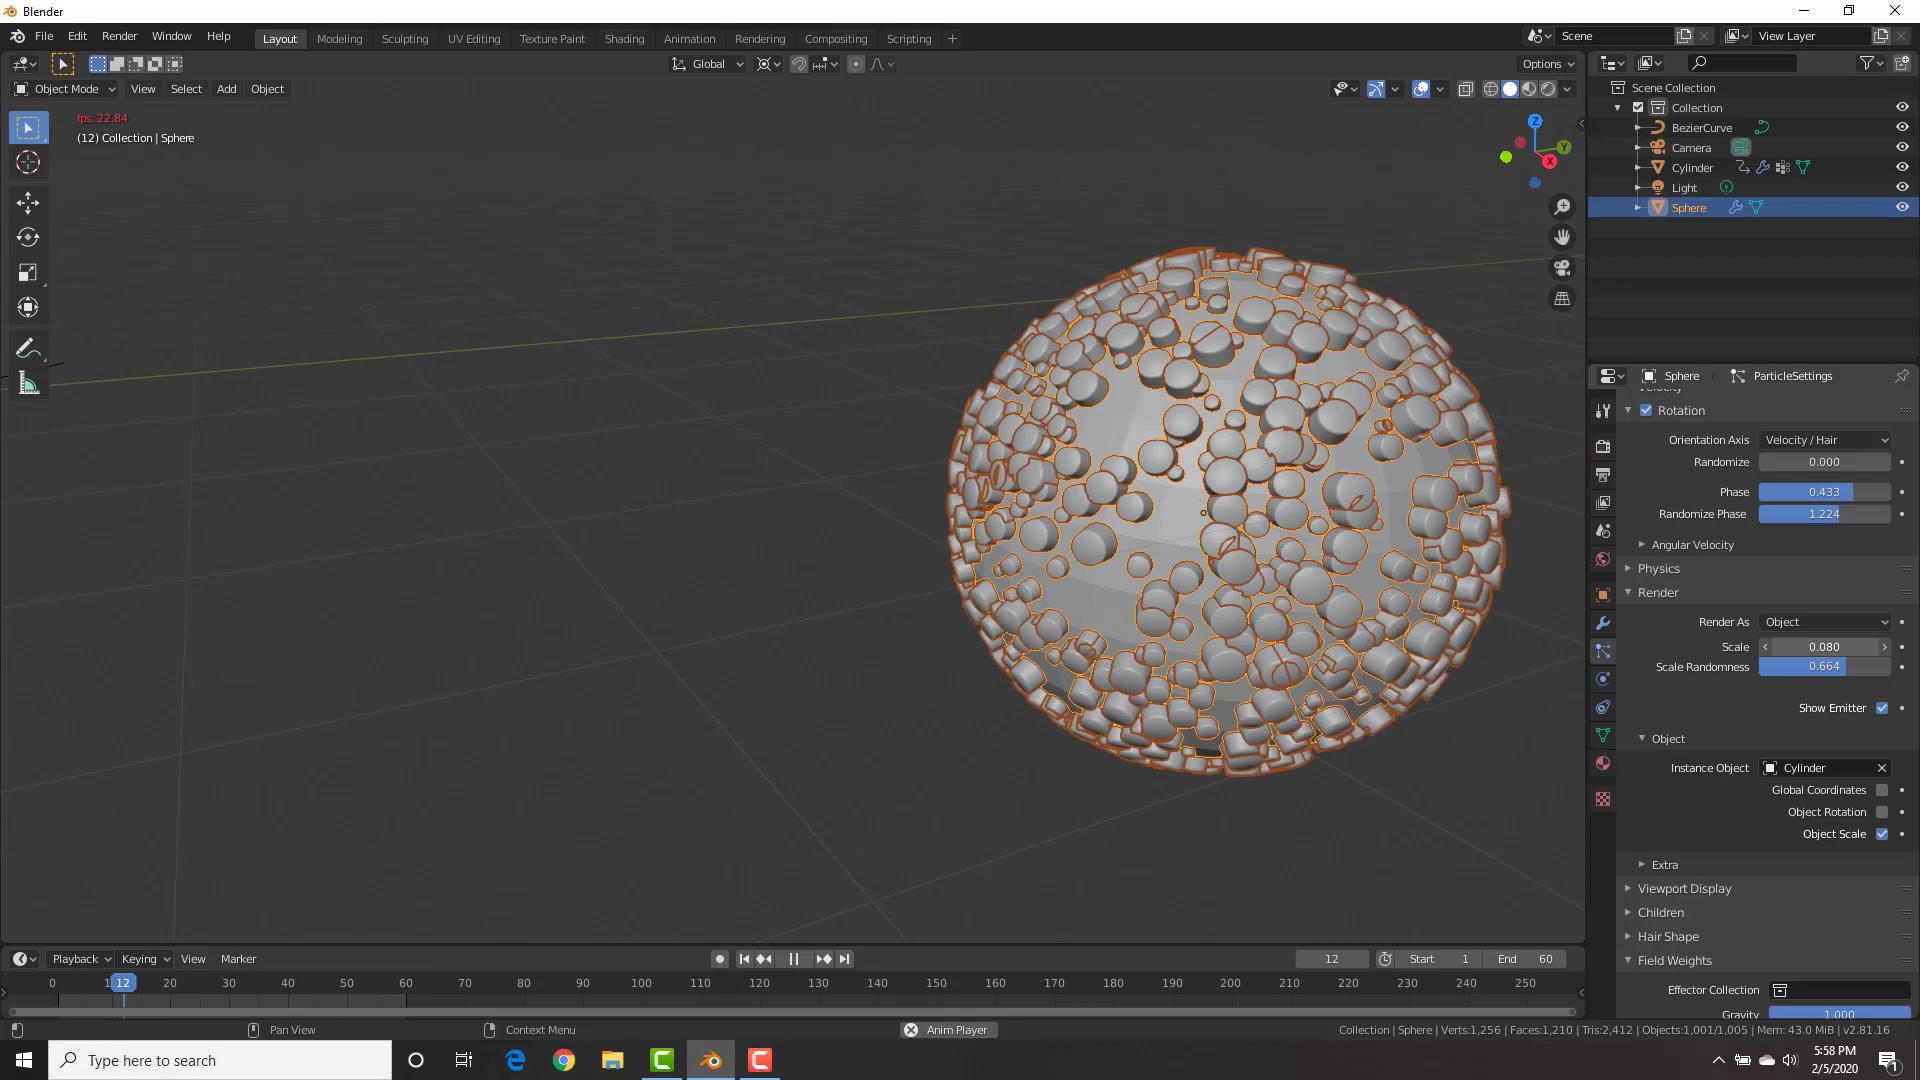 Blender
File Edit Render Window Help Layout Modeling Sculpting UV Editing Texture Paint Shading Animation Rendering Compositing Scripting + Scene View Layer
Global Options
Object Mode View Select Add Object
fps: 22.84
(12) Collection | Sphere
Z
Y
X
Scene Collection
Collection
BezierCurve
Camera
Cylinder
Light
Sphere
Sphere ParticleSettings
Velocity
Rotation
Orientation Axis Velocity / Hair
Randomize 0.000
Phase 0.433
Randomize Phase 1.224
Angular Velocity
Physics
Render
Render As Object
Scale 0.080
Scale Randomness 0.664
Show Emitter
Object
Instance Object Cylinder
Global Coordinates
Object Rotation
Object Scale
Extra
Viewport Display
Children
Hair Shape
Field Weights
Effector Collection
Gravity 1.000
Playback Keying View Marker 12 Start 1 End 60
0 1 12 20 30 40 50 60 70 80 90 100 110 120 130 140 150 160 170 180 190 200 210 220 230 240 250
Pan View Context Menu Anim Player Collection | Sphere | Verts:1,256 | Faces:1,210 | Tris:2,412 | Objects:1,001/1,005 | Mem: 43.0 MiB | v2.81.16
Type here to search
5:58 PM
2/5/2020
1